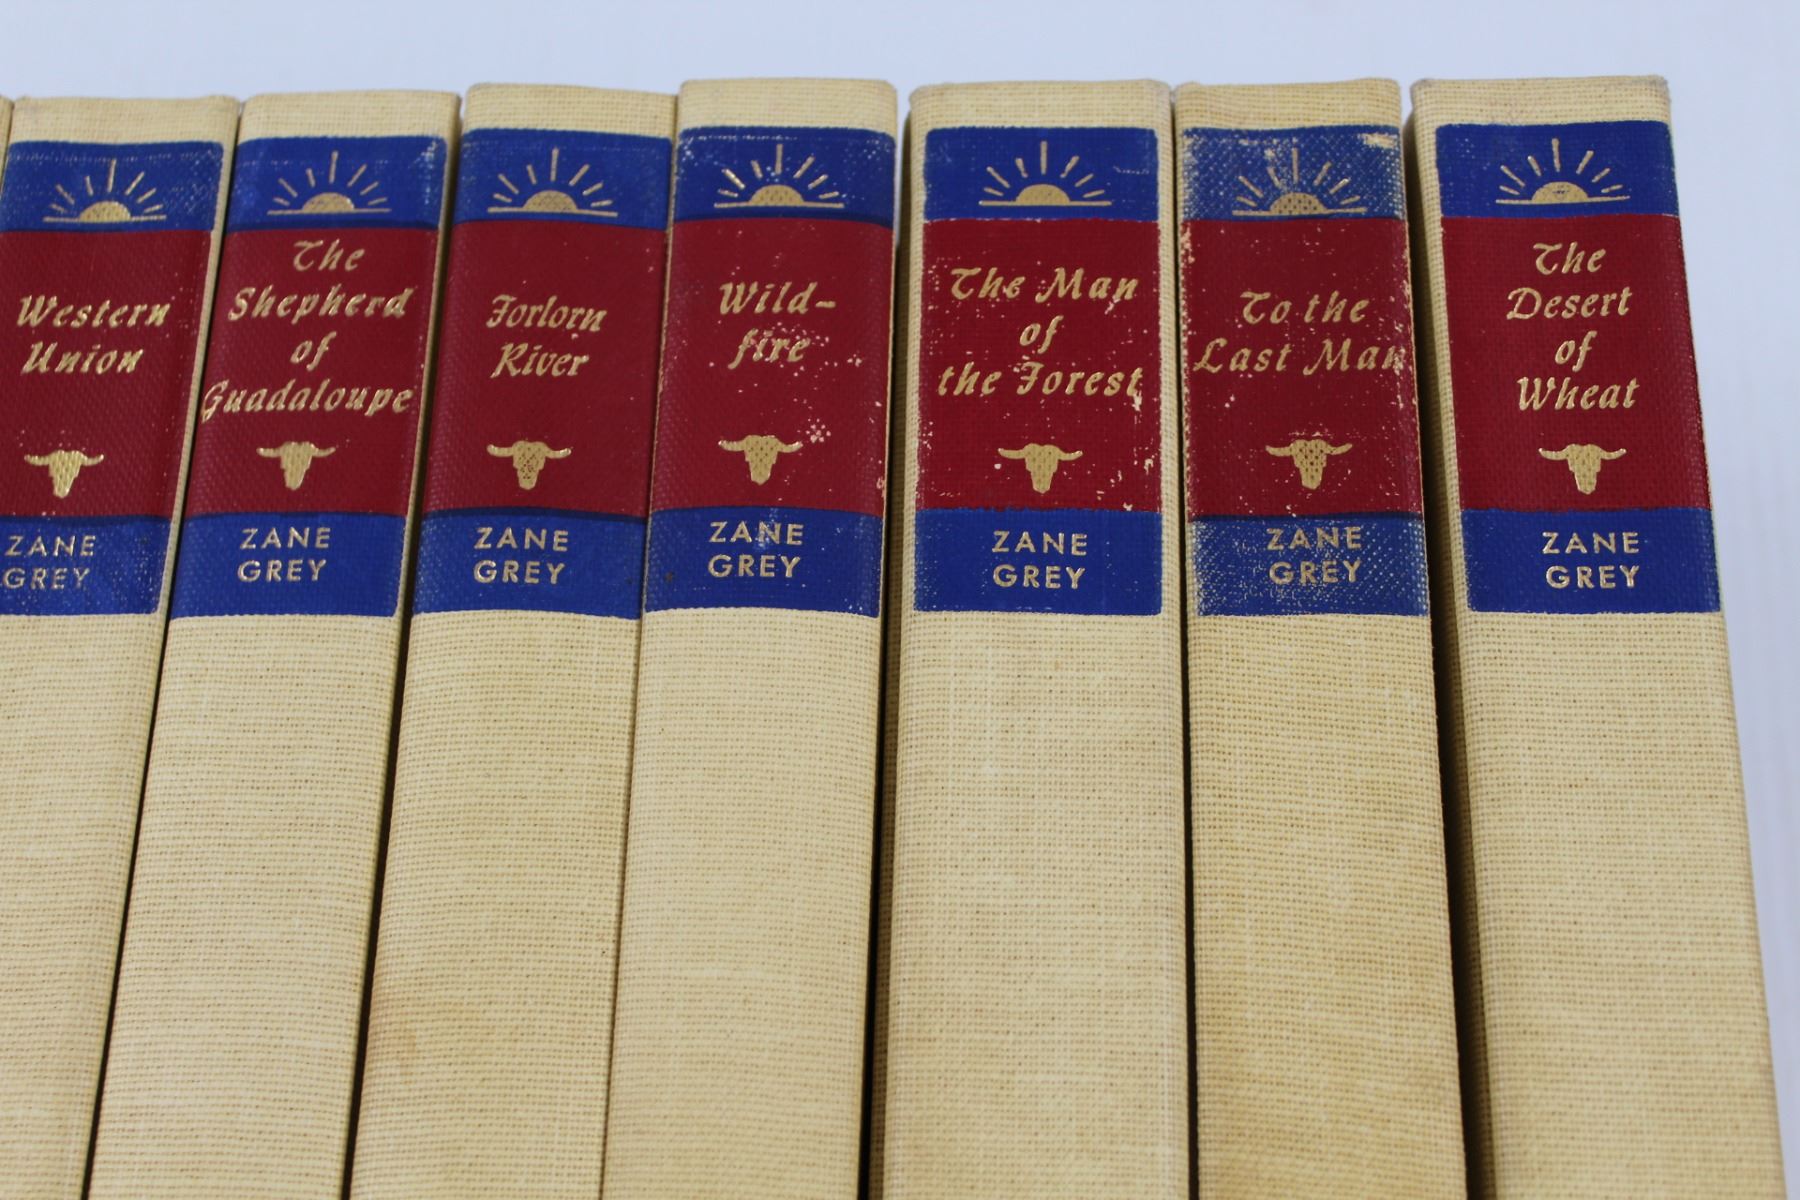 Western
Union
ZANE
GREY
The
Shepherd
of
Guadaloupe
ZANE
GREY
Forlorn
River
ZANE
GREY
Wild-
fire
ZANE
GREY
The Man
of
the Forest
ZANE
GREY
To the
Last Man
ZANE
GREY
The
Desert
of
Wheat
ZANE
GREY